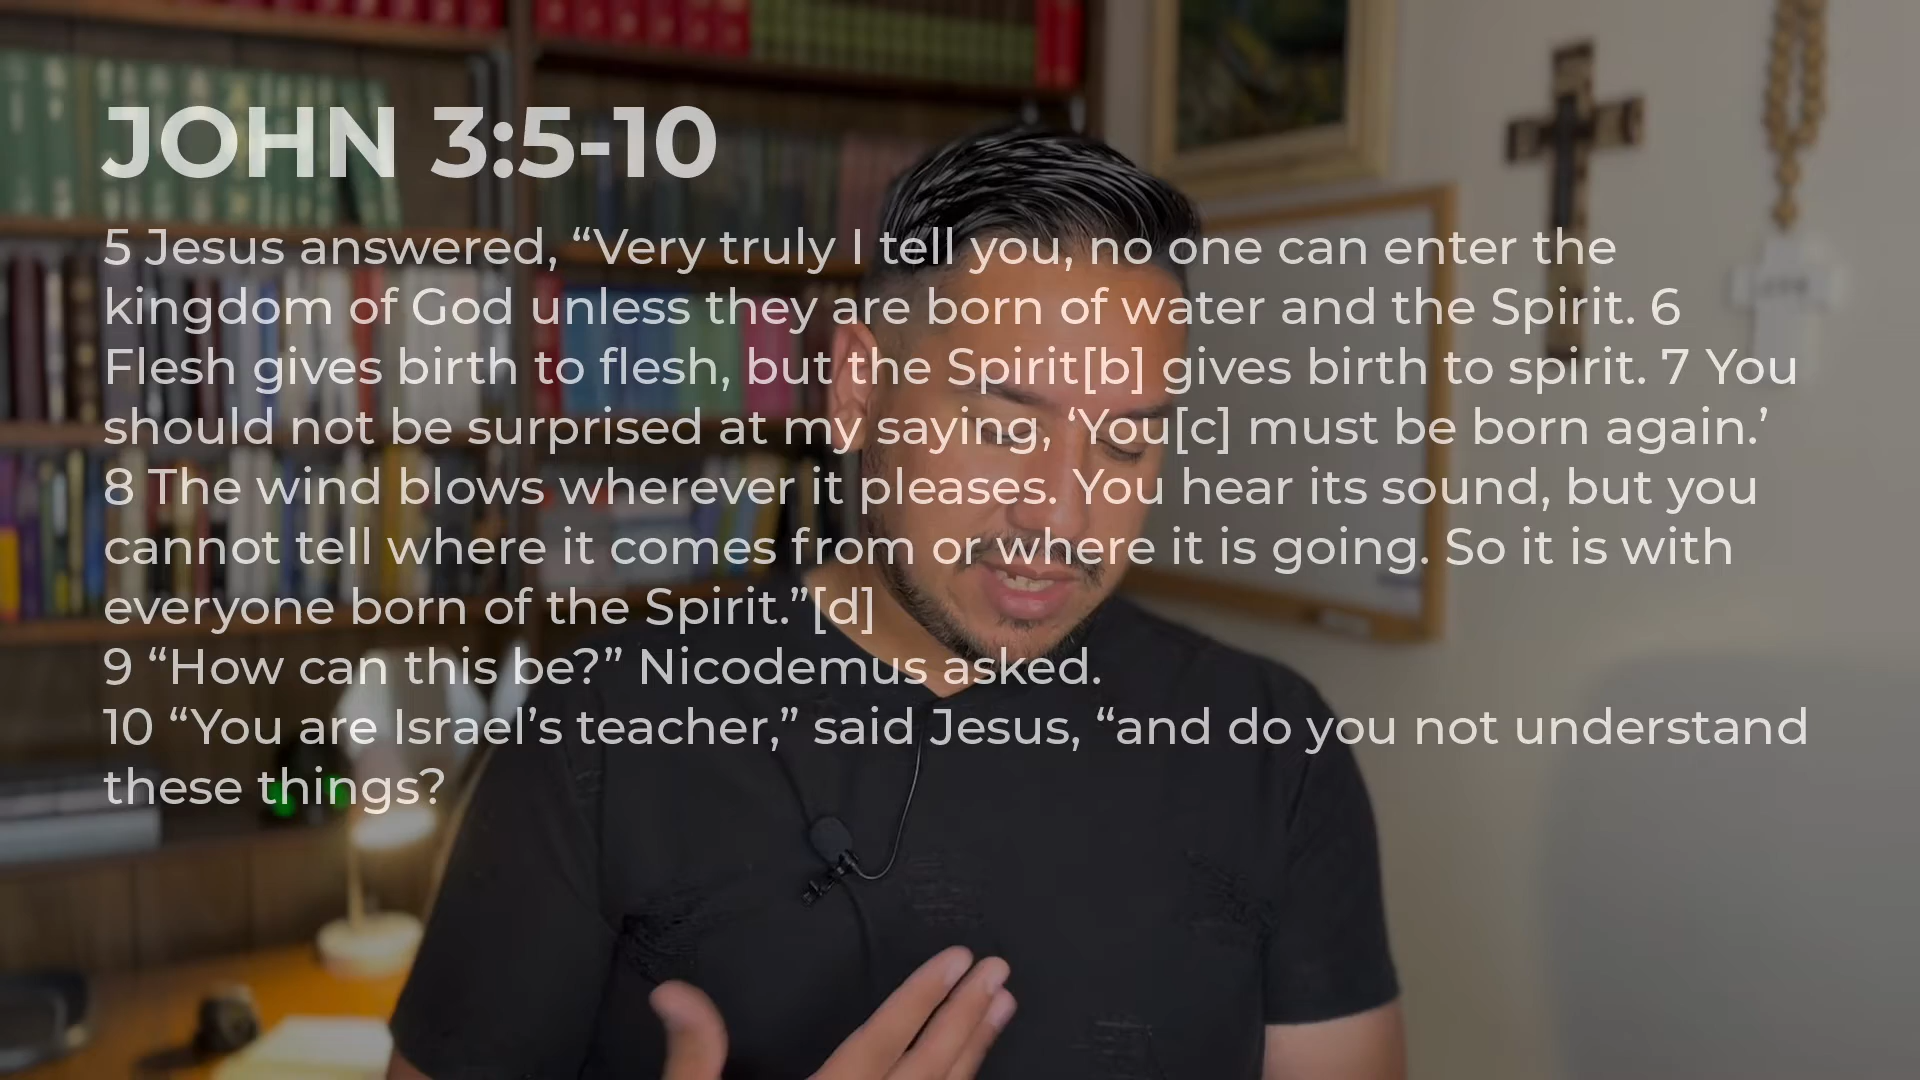 JOHN 3:5-10
5 Jesus answered, “Very truly I tell you, no one can enter the
kingdom of God unless they are born of water and the Spirit. 6
Flesh gives birth to flesh, but the Spirit[b] gives birth to spirit. 7 You
should not be surprised at my saying, ‘You[c] must be born again.’
8 The wind blows wherever it pleases. You hear its sound, but you
cannot tell where it comes from or where it is going. So it is with
everyone born of the Spirit.”[d]
9 “How can this be?” Nicodemus asked.
10 “You are Israel’s teacher,” said Jesus, “and do you not understand
these things?